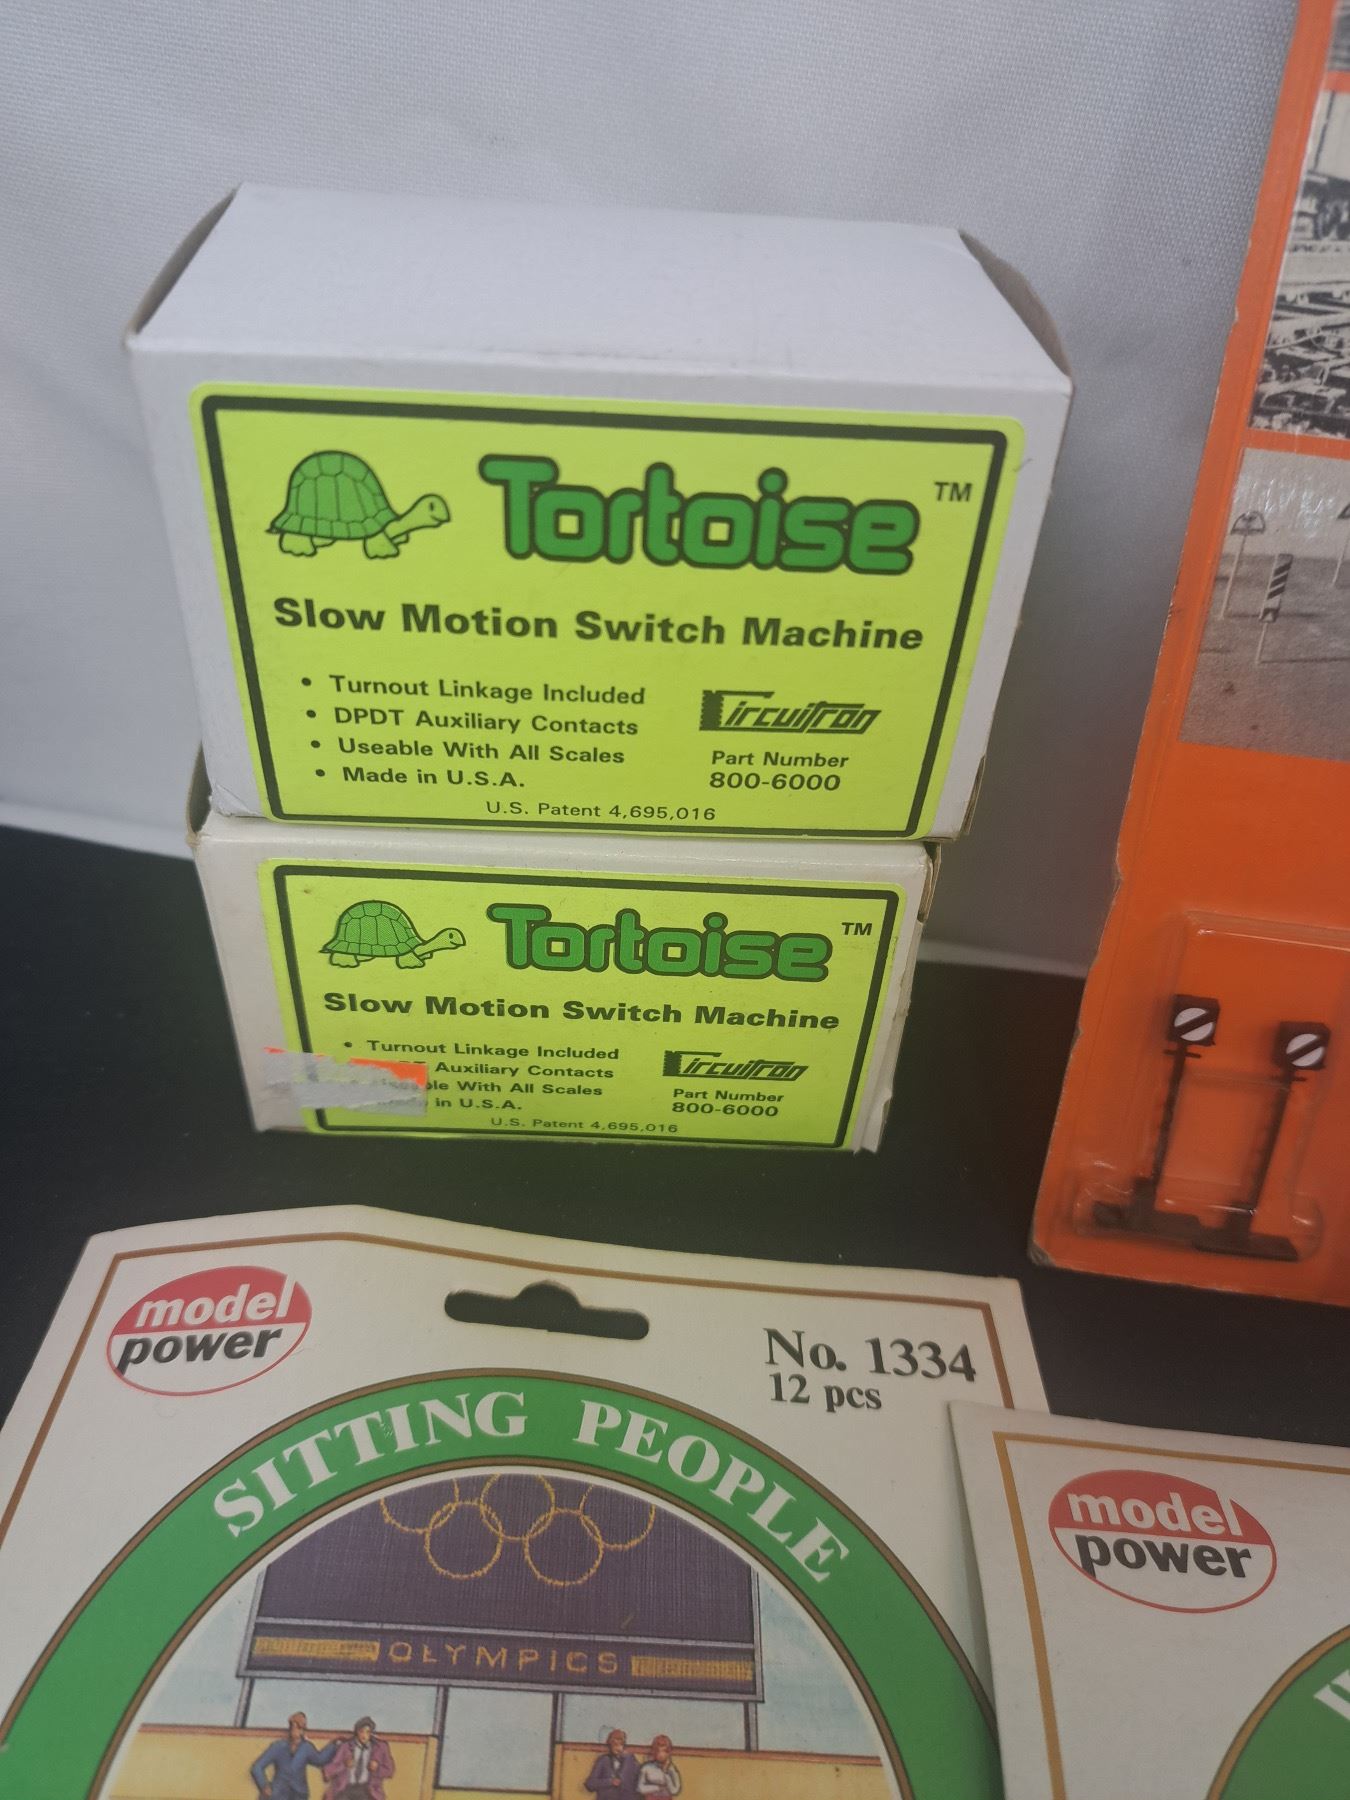 Tortoise TM
Slow Motion Switch Machine
• Turnout Linkage Included
• DPDT Auxiliary Contacts
• Useable With All Scales
• Made in U.S.A.
Circuitron
Part Number
800-6000
U.S. Patent 4,695,016
Tortoise TM
Slow Motion Switch Machine
• Turnout Linkage Included
Auxiliary Contacts
With All Scales
in U.S.A.
Circuitron
Part Number
800-6000
U.S. Patent 4,695,016
model
power
No. 1334
12 pcs
SITTING PEOPLE
OLYMPICS
model
power